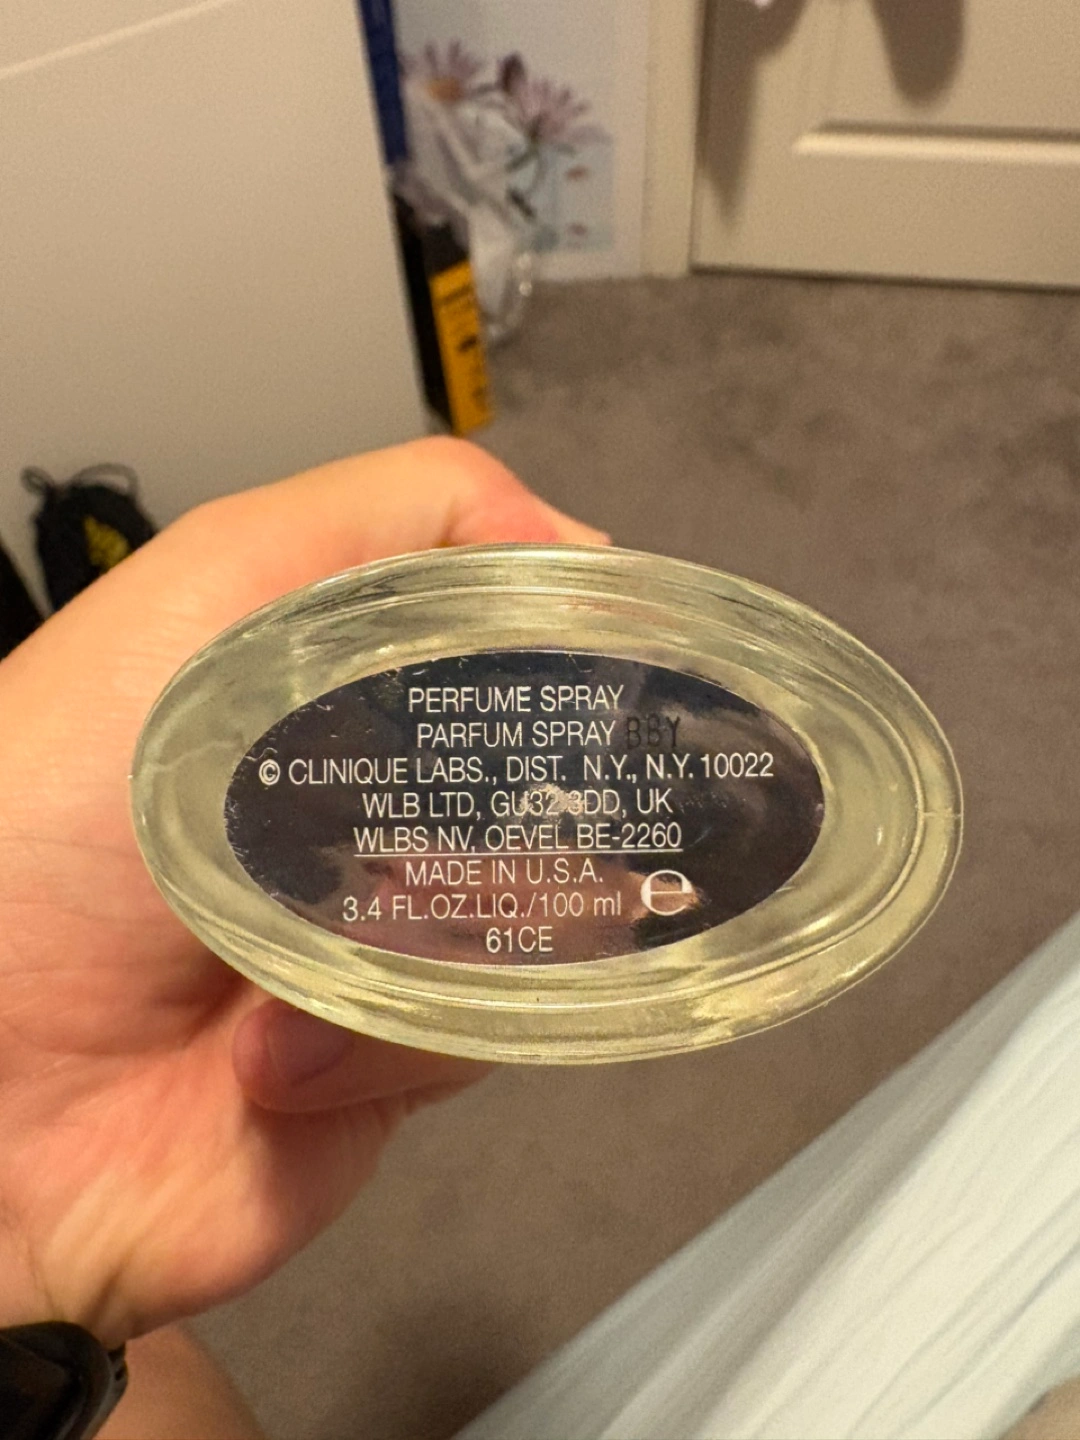 PERFUME SPRAY
PARFUM SPRAY
© CLINIQUE LABS., DIST. N.Y., N.Y. 10022
WLB LTD, GU32 3DD, UK
WLBS NV, OEVEL BE-2260
MADE IN U.S.A.
3.4 FL.OZ.LIQ./100 ml ℮
61CE